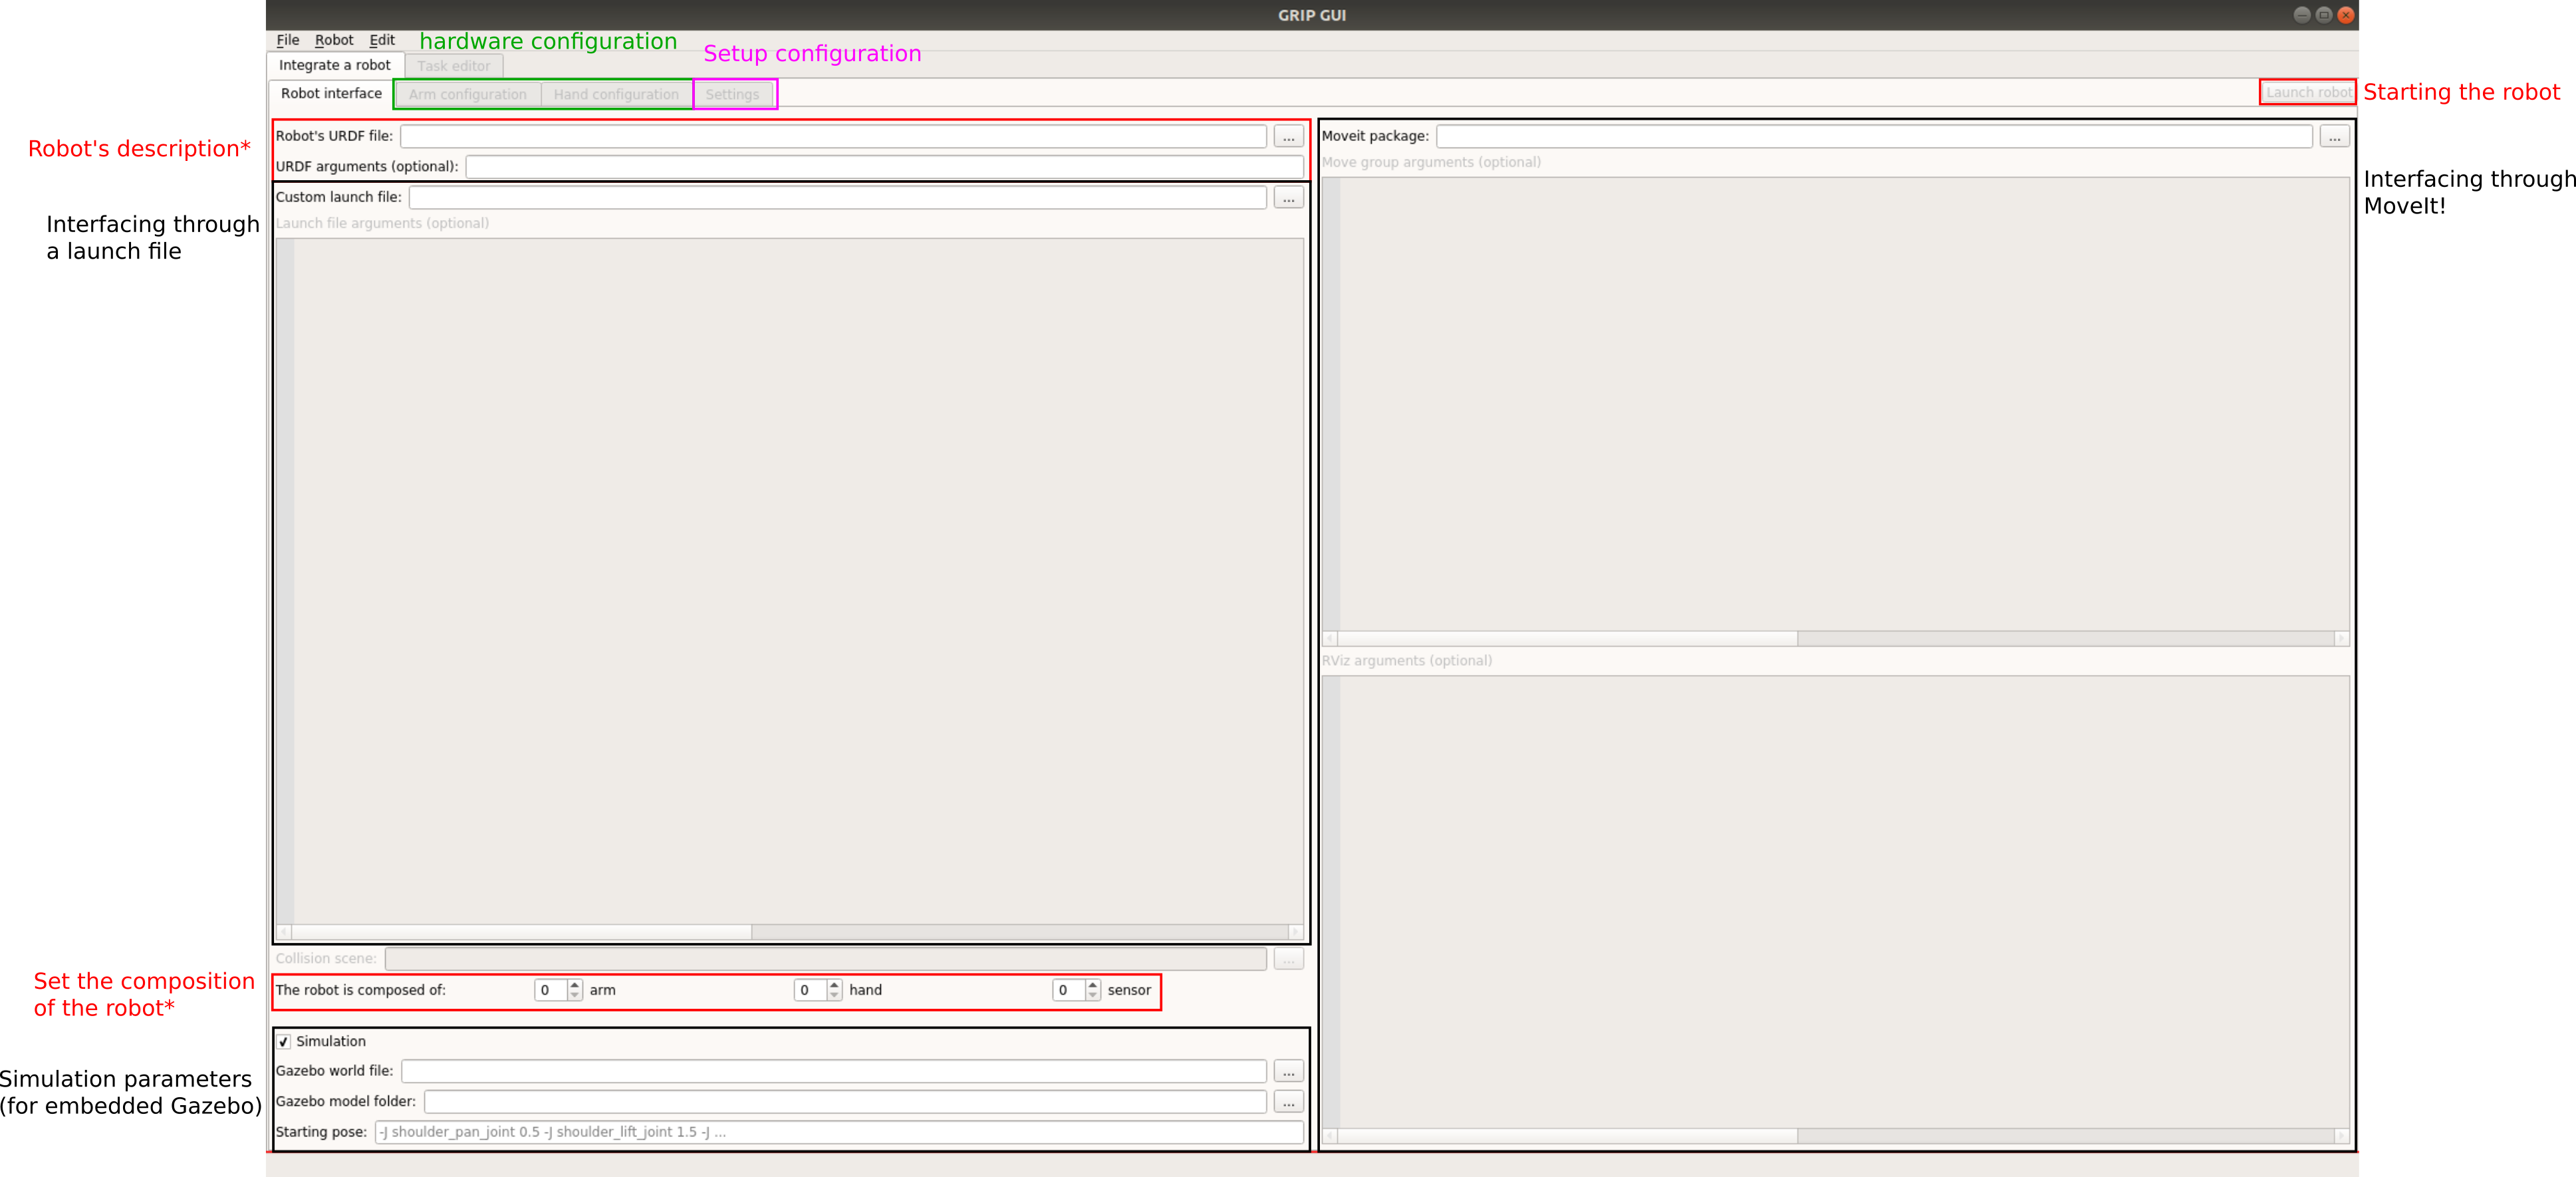 GRIP GUI
File Robot Edit
hardware configuration
Setup configuration
Integrate a robot Task editor
Robot interface Arm configuration Hand configuration Settings Launch robot
Starting the robot
Robot's description*
Robot's URDF file: ...
URDF arguments (optional):
Interfacing through
a launch file
Custom launch file: ...
Launch file arguments (optional)
Moveit package: ...
Move group arguments (optional)
Interfacing through
MoveIt!
RViz arguments (optional)
Collision scene: ...
Set the composition
of the robot*
The robot is composed of: 0 arm 0 hand 0 sensor
Simulation parameters
(for embedded Gazebo)
Simulation
Gazebo world file: ...
Gazebo model folder: ...
Starting pose: -J shoulder_pan_joint 0.5 -J shoulder_lift_joint 1.5 -J ...